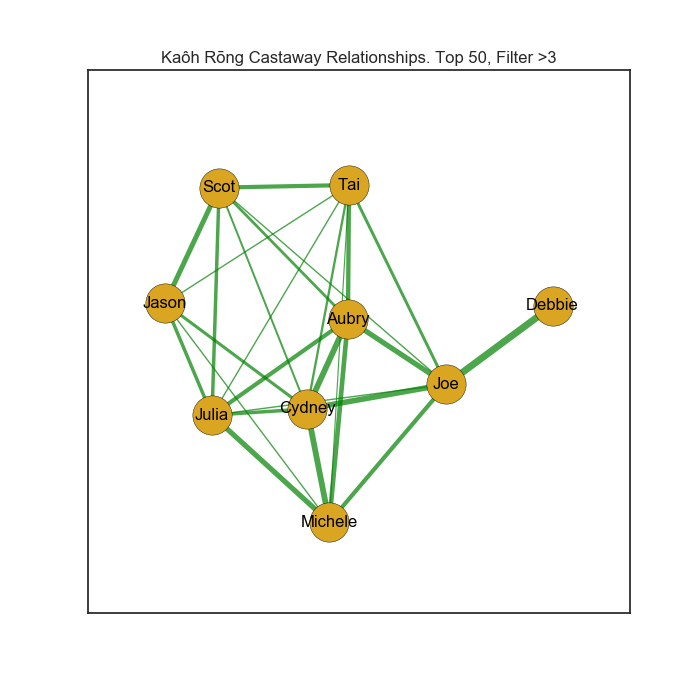 Kaôh Rōng Castaway Relationships. Top 50, Filter >3
Scot
Tai
Jason
Debbie
Aubry
Joe
Cydney
Julia
Michele